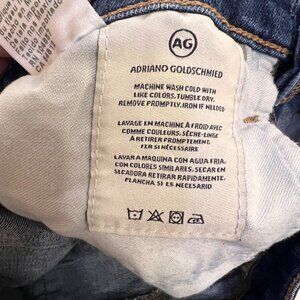 AG
ADRIANO GOLDSCHMIED
MACHINE WASH COLD WITH
LIKE COLORS. TUMBLE DRY.
REMOVE PROMPTLY. IRON IF NEEDED
LAVAGE EN MACHINE À FROID AVEC
COMME COULEURS. SÈCHE-LINGE
À RETIRER PROMPTEMENT.
FER SI NÉCESSAIRE
LAVAR A MAQUINA CON AGUA FRIA.
CON COLORES SIMILARES. SECAR EN
SECADORA RETIRAR RAPIDAMENTE.
PLANCHA, SI ES NECESARIO